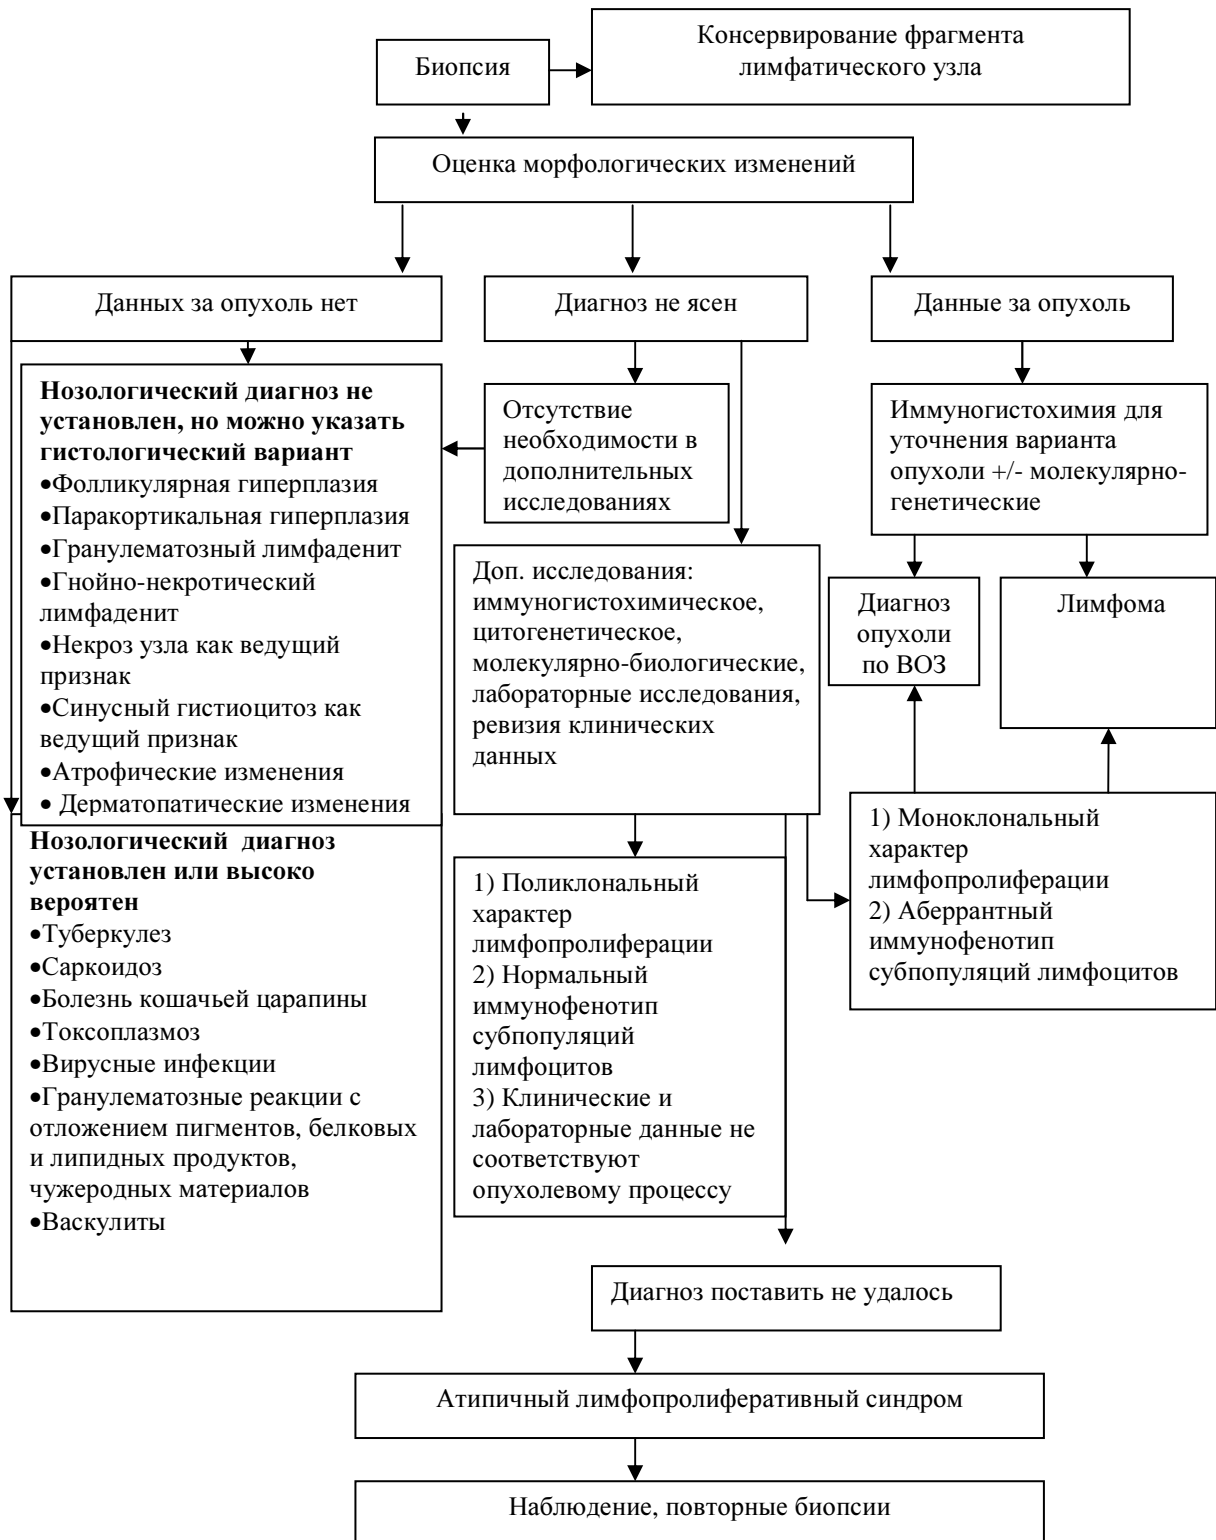 Биопсия
Консервирование фрагмента
лимфатического узла
Оценка морфологических изменений
Данных за опухоль нет
Диагноз не ясен
Данные за опухоль
Нозологический диагноз не
установлен, но можно указать
гистологический вариант
•Фолликулярная гиперплазия
•Паракортикальная гиперплазия
•Гранулематозный лимфаденит
•Гнойно-некротический
лимфаденит
•Некроз узла как ведущий
признак
•Синусный гистиоцитоз как
ведущий признак
•Атрофические изменения
• Дерматопатические изменения
Отсутствие
необходимости в
дополнительных
исследованиях
Иммуногистохимия для
уточнения варианта
опухоли +/- молекулярно-
генетические
Доп. исследования:
иммуногистохимическое,
цитогенетическое,
молекулярно-биологические,
лабораторные исследования,
ревизия клинических
данных
Диагноз
опухоли
по ВОЗ
Лимфома
Нозологический  диагноз
установлен или высоко
вероятен
•Туберкулез
•Саркоидоз
•Болезнь кошачьей царапины
•Токсоплазмоз
•Вирусные инфекции
•Гранулематозные реакции с
отложением пигментов, белковых
и липидных продуктов,
чужеродных материалов
•Васкулиты
1) Поликлональный
характер
лимфопролиферации
2) Нормальный
иммунофенотип
субпопуляций
лимфоцитов
3) Клинические и
лабораторные данные не
соответствуют
опухолевому процессу
1) Моноклональный
характер
лимфопролиферации
2) Аберрантный
иммунофенотип
субпопуляций лимфоцитов
Диагноз поставить не удалось
Атипичный лимфопролиферативный синдром
Наблюдение, повторные биопсии